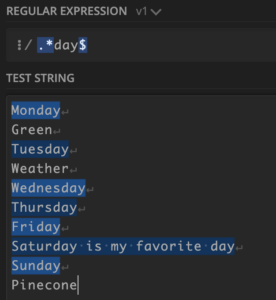 REGULAR EXPRESSION v1
/ .*day$
TEST STRING
Monday↵
Green↵
Tuesday↵
Weather↵
Wednesday↵
Thursday↵
Friday↵
Saturday·is·my·favorite·day↵
Sunday↵
Pinecone